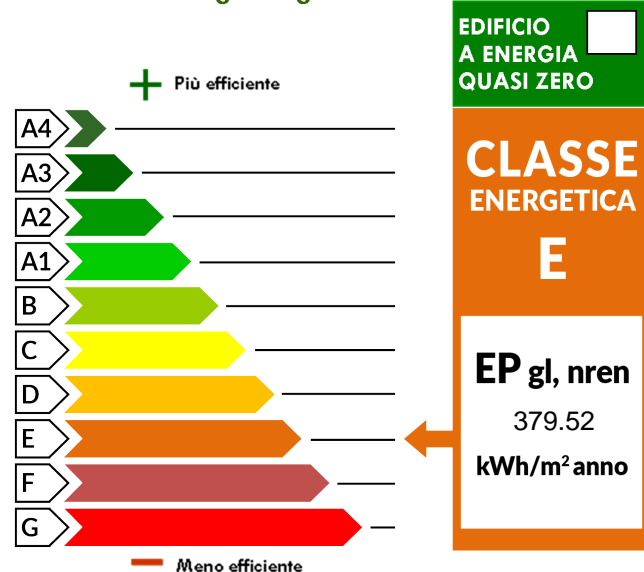 EDIFICIO
A ENERGIA
QUASI ZERO
Più efficiente
A4
A3
A2
A1
B
C
D
E
F
G
Meno efficiente
CLASSE
ENERGETICA
E
EP gl, nren
379.52
kWh/m² anno